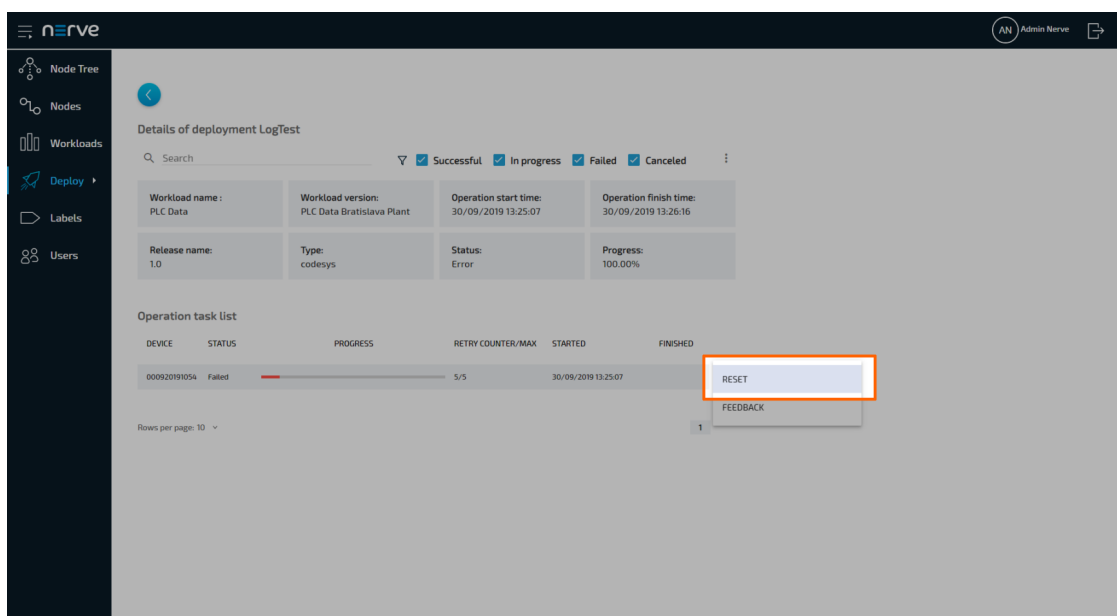 nerve
AN Admin Nerve
Node Tree
Nodes
Workloads
Deploy
Labels
Users
Details of deployment LogTest
Search Successful In progress Failed Canceled
Workload name : Workload version: Operation start time: Operation finish time:
PLC Data PLC Data Bratislava Plant 30/09/2019 13:25:07 30/09/2019 13:26:16
Release name: Type: Status: Progress:
1.0 codesys Error 100.00%
Operation task list
DEVICE STATUS PROGRESS RETRY COUNTER/MAX STARTED FINISHED
000920191054 Failed 5/5 30/09/2019 13:25:07
RESET
FEEDBACK
Rows per page: 10 1